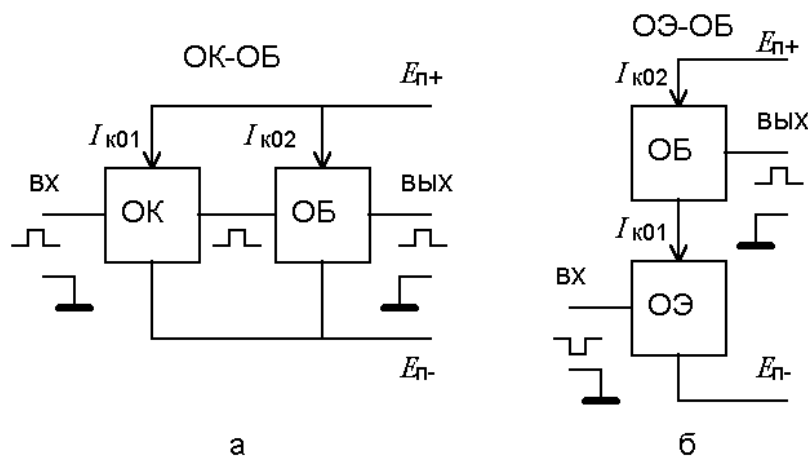 ОК-ОБ
Eп+
Iк01
Iк02
вх
ОК
ОБ
вых
Eп-
а
ОЭ-ОБ
Eп+
Iк02
ОБ
вых
Iк01
вх
ОЭ
Eп-
б